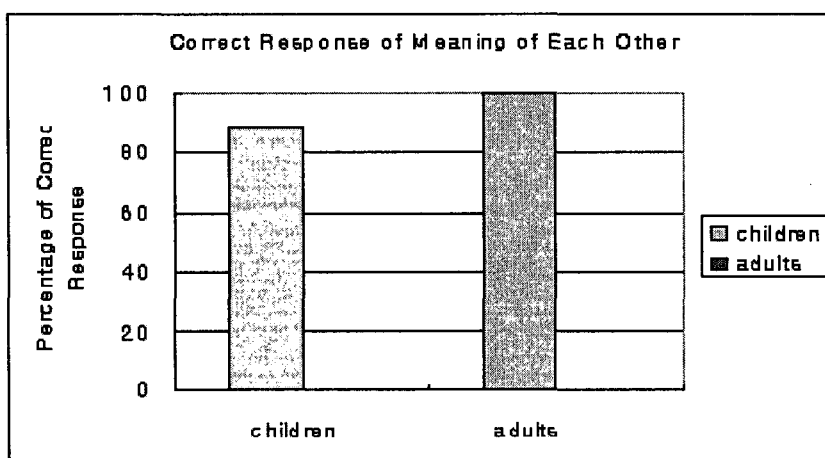 Correct Response of Meaning of Each Other
Percentage of Correc
Response
100
80
60
40
20
0
children
adults
children
adults